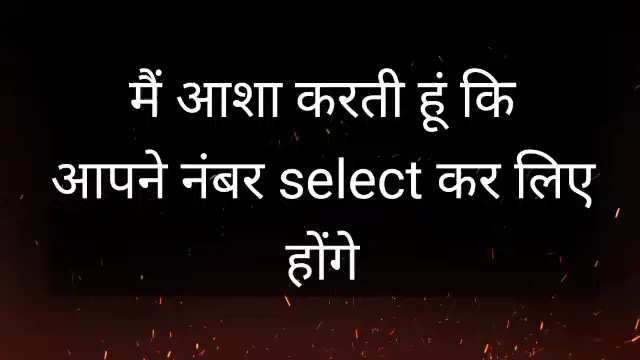 मैं आशा करती हूं कि
आपने नंबर select कर लिए
होंगे